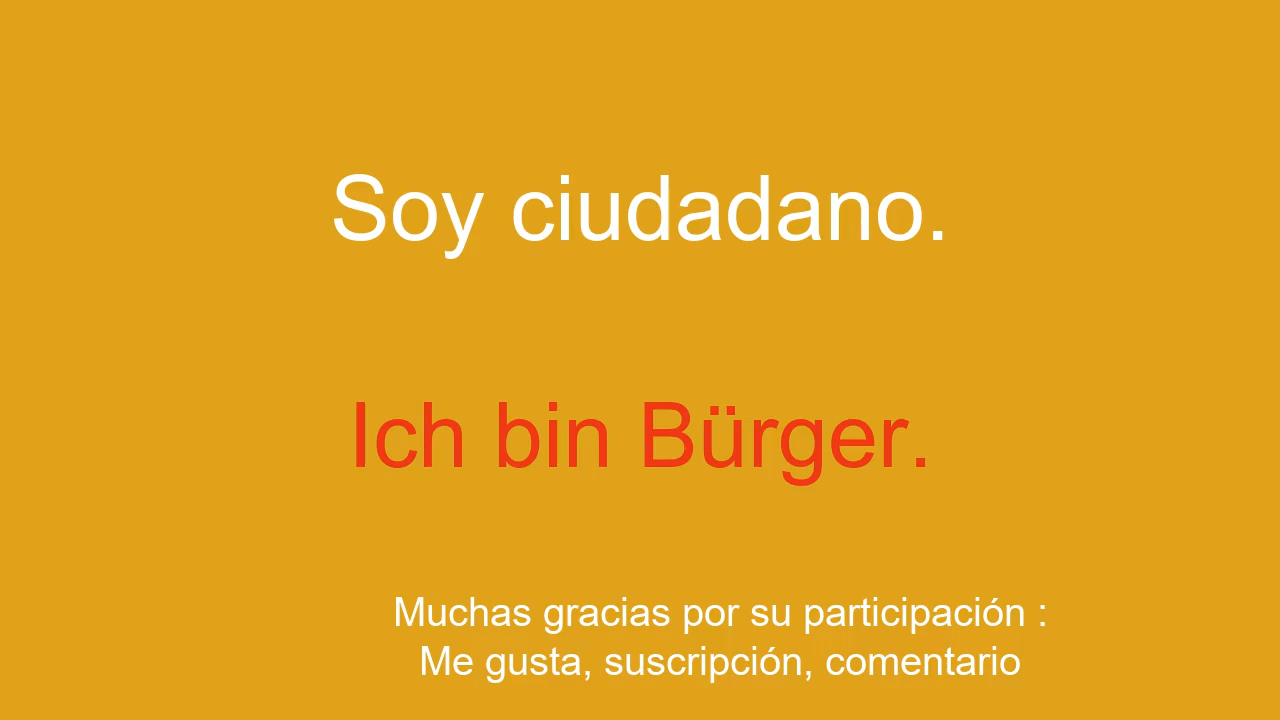 Soy ciudadano.
Ich bin Bürger.
Muchas gracias por su participación :
Me gusta, suscripción, comentario